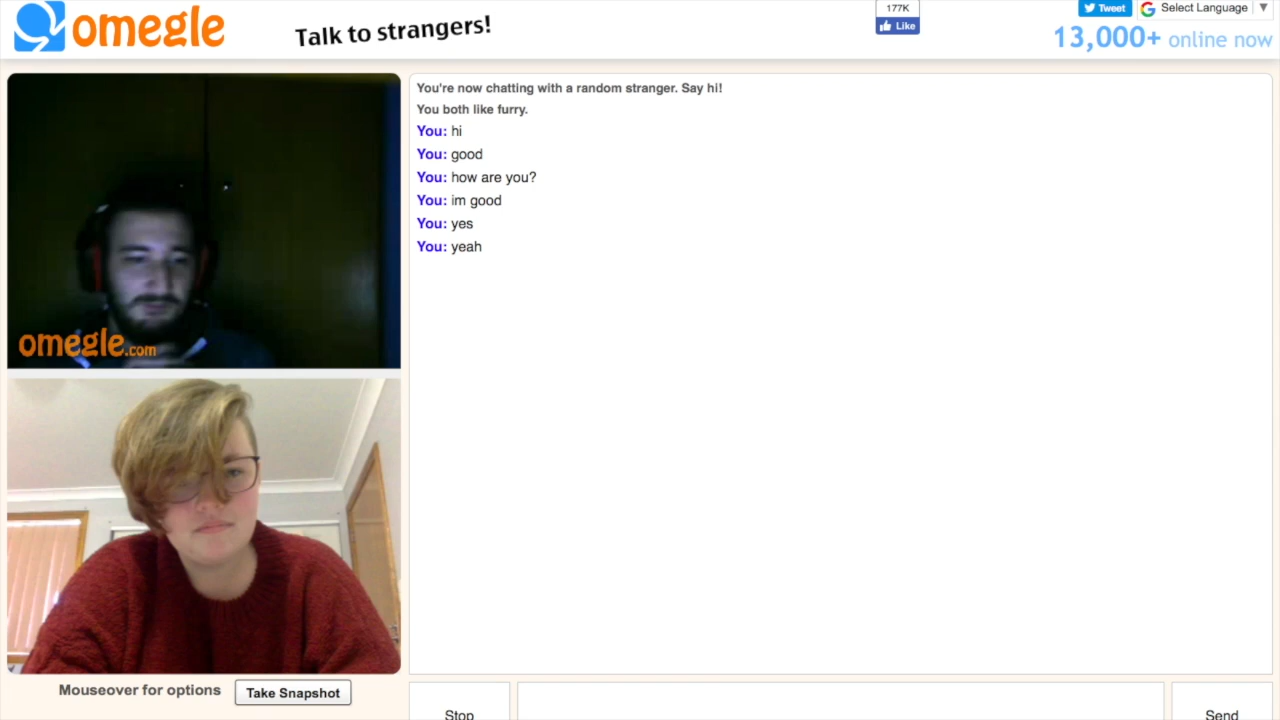 omegle
Talk to strangers!
177K
Like
Tweet
Select Language ▼
13,000+ online now
You're now chatting with a random stranger. Say hi!
You both like furry.
You: hi
You: good
You: how are you?
You: im good
You: yes
You: yeah
omegle.com
Mouseover for options
Take Snapshot
Stop
Send